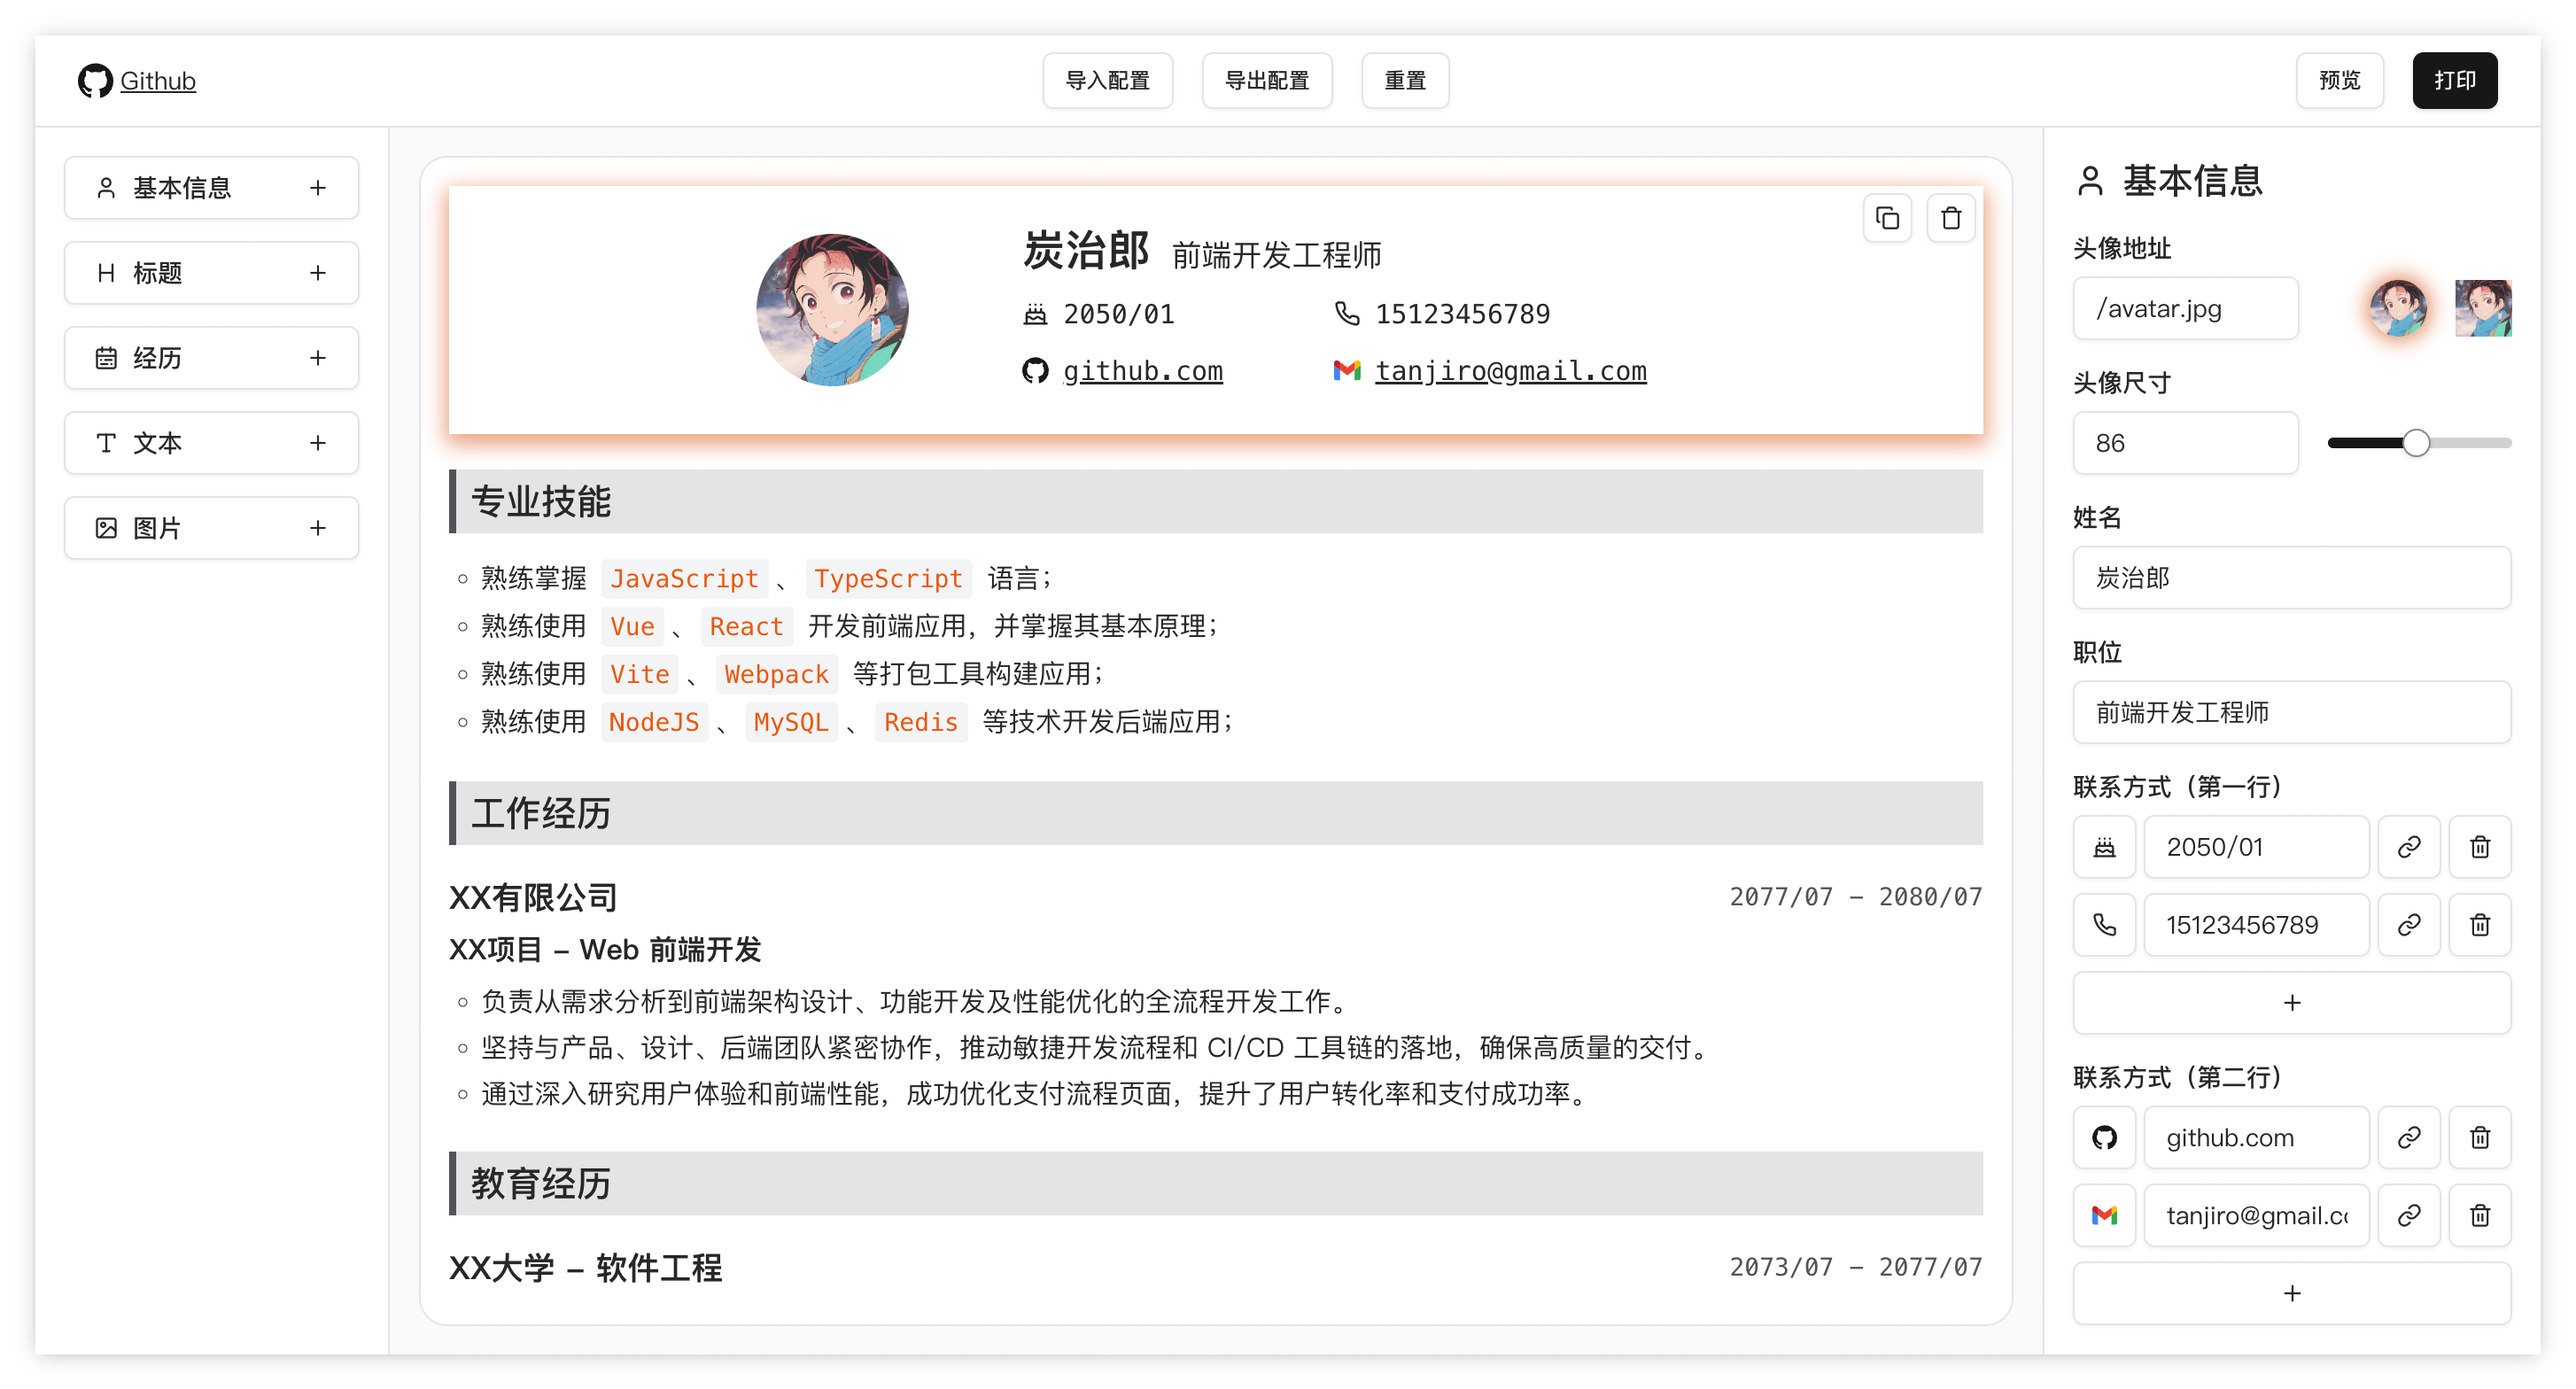 Github
导入配置 导出配置 重置
预览 打印
基本信息
标题
经历
文本
图片
炭治郎 前端开发工程师
2050/01 15123456789
github.com tanjiro@gmail.com
专业技能
熟练掌握 JavaScript 、 TypeScript 语言；
熟练使用 Vue 、 React 开发前端应用，并掌握其基本原理；
熟练使用 Vite 、 Webpack 等打包工具构建应用；
熟练使用 NodeJS 、 MySQL 、 Redis 等技术开发后端应用；
工作经历
XX有限公司 2077/07 – 2080/07
XX项目 – Web 前端开发
负责从需求分析到前端架构设计、功能开发及性能优化的全流程开发工作。
坚持与产品、设计、后端团队紧密协作，推动敏捷开发流程和 CI/CD 工具链的落地，确保高质量的交付。
通过深入研究用户体验和前端性能，成功优化支付流程页面，提升了用户转化率和支付成功率。
教育经历
XX大学 – 软件工程 2073/07 – 2077/07
基本信息
头像地址
/avatar.jpg
头像尺寸
86
姓名
炭治郎
职位
前端开发工程师
联系方式（第一行）
2050/01
15123456789
联系方式（第二行）
github.com
tanjiro@gmail.c